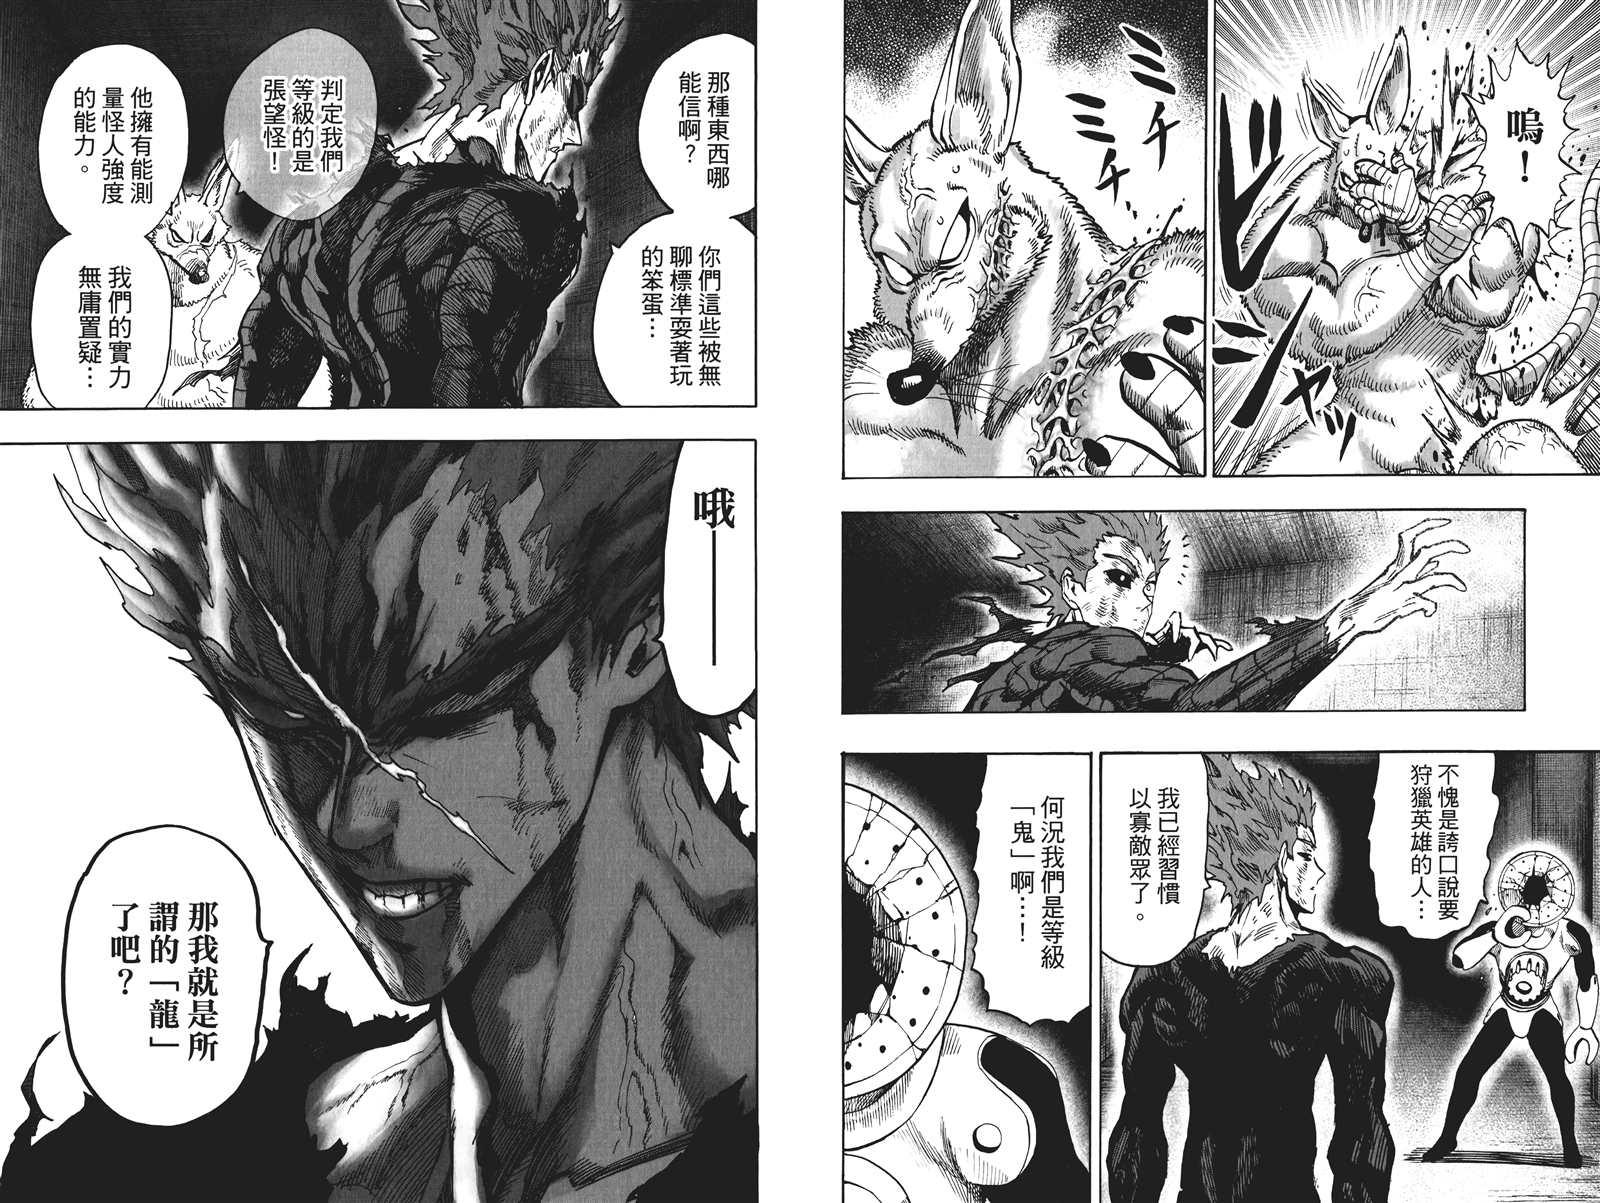 嗚！
ドッ
ドヤッ
ミチ
ミチ
不愧是誇口說要
狩獵英雄的人…
我已經習慣
以寡敵眾了。
何況我們是等級
「鬼」啊…！
那種東西哪
能信啊？
你們這些被無
聊標準耍著玩
的笨蛋…
判定我們
等級的是
張望怪！
他擁有能測
量怪人強度
的能力。
我們的實力
無庸置疑…
哦——
那我就是所
謂的「龍」
了吧？